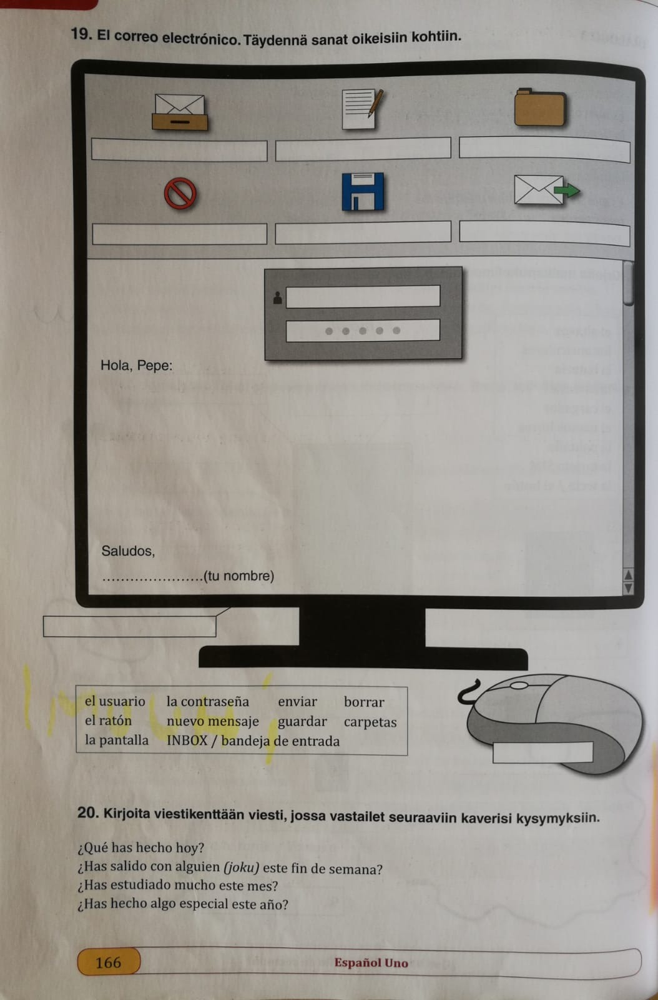 19. El correo electrónico. Täydennä sanat oikeisiin kohtiin.
Hola, Pepe:
Saludos,
......................(tu nombre)
el usuario la contraseña enviar borrar
el ratón nuevo mensaje guardar carpetas
la pantalla INBOX / bandeja de entrada
20. Kirjoita viestikenttään viesti, jossa vastailet seuraaviin kaverisi kysymyksiin.
¿Qué has hecho hoy?
¿Has salido con alguien (joku) este fin de semana?
¿Has estudiado mucho este mes?
¿Has hecho algo especial este año?
166 Español Uno